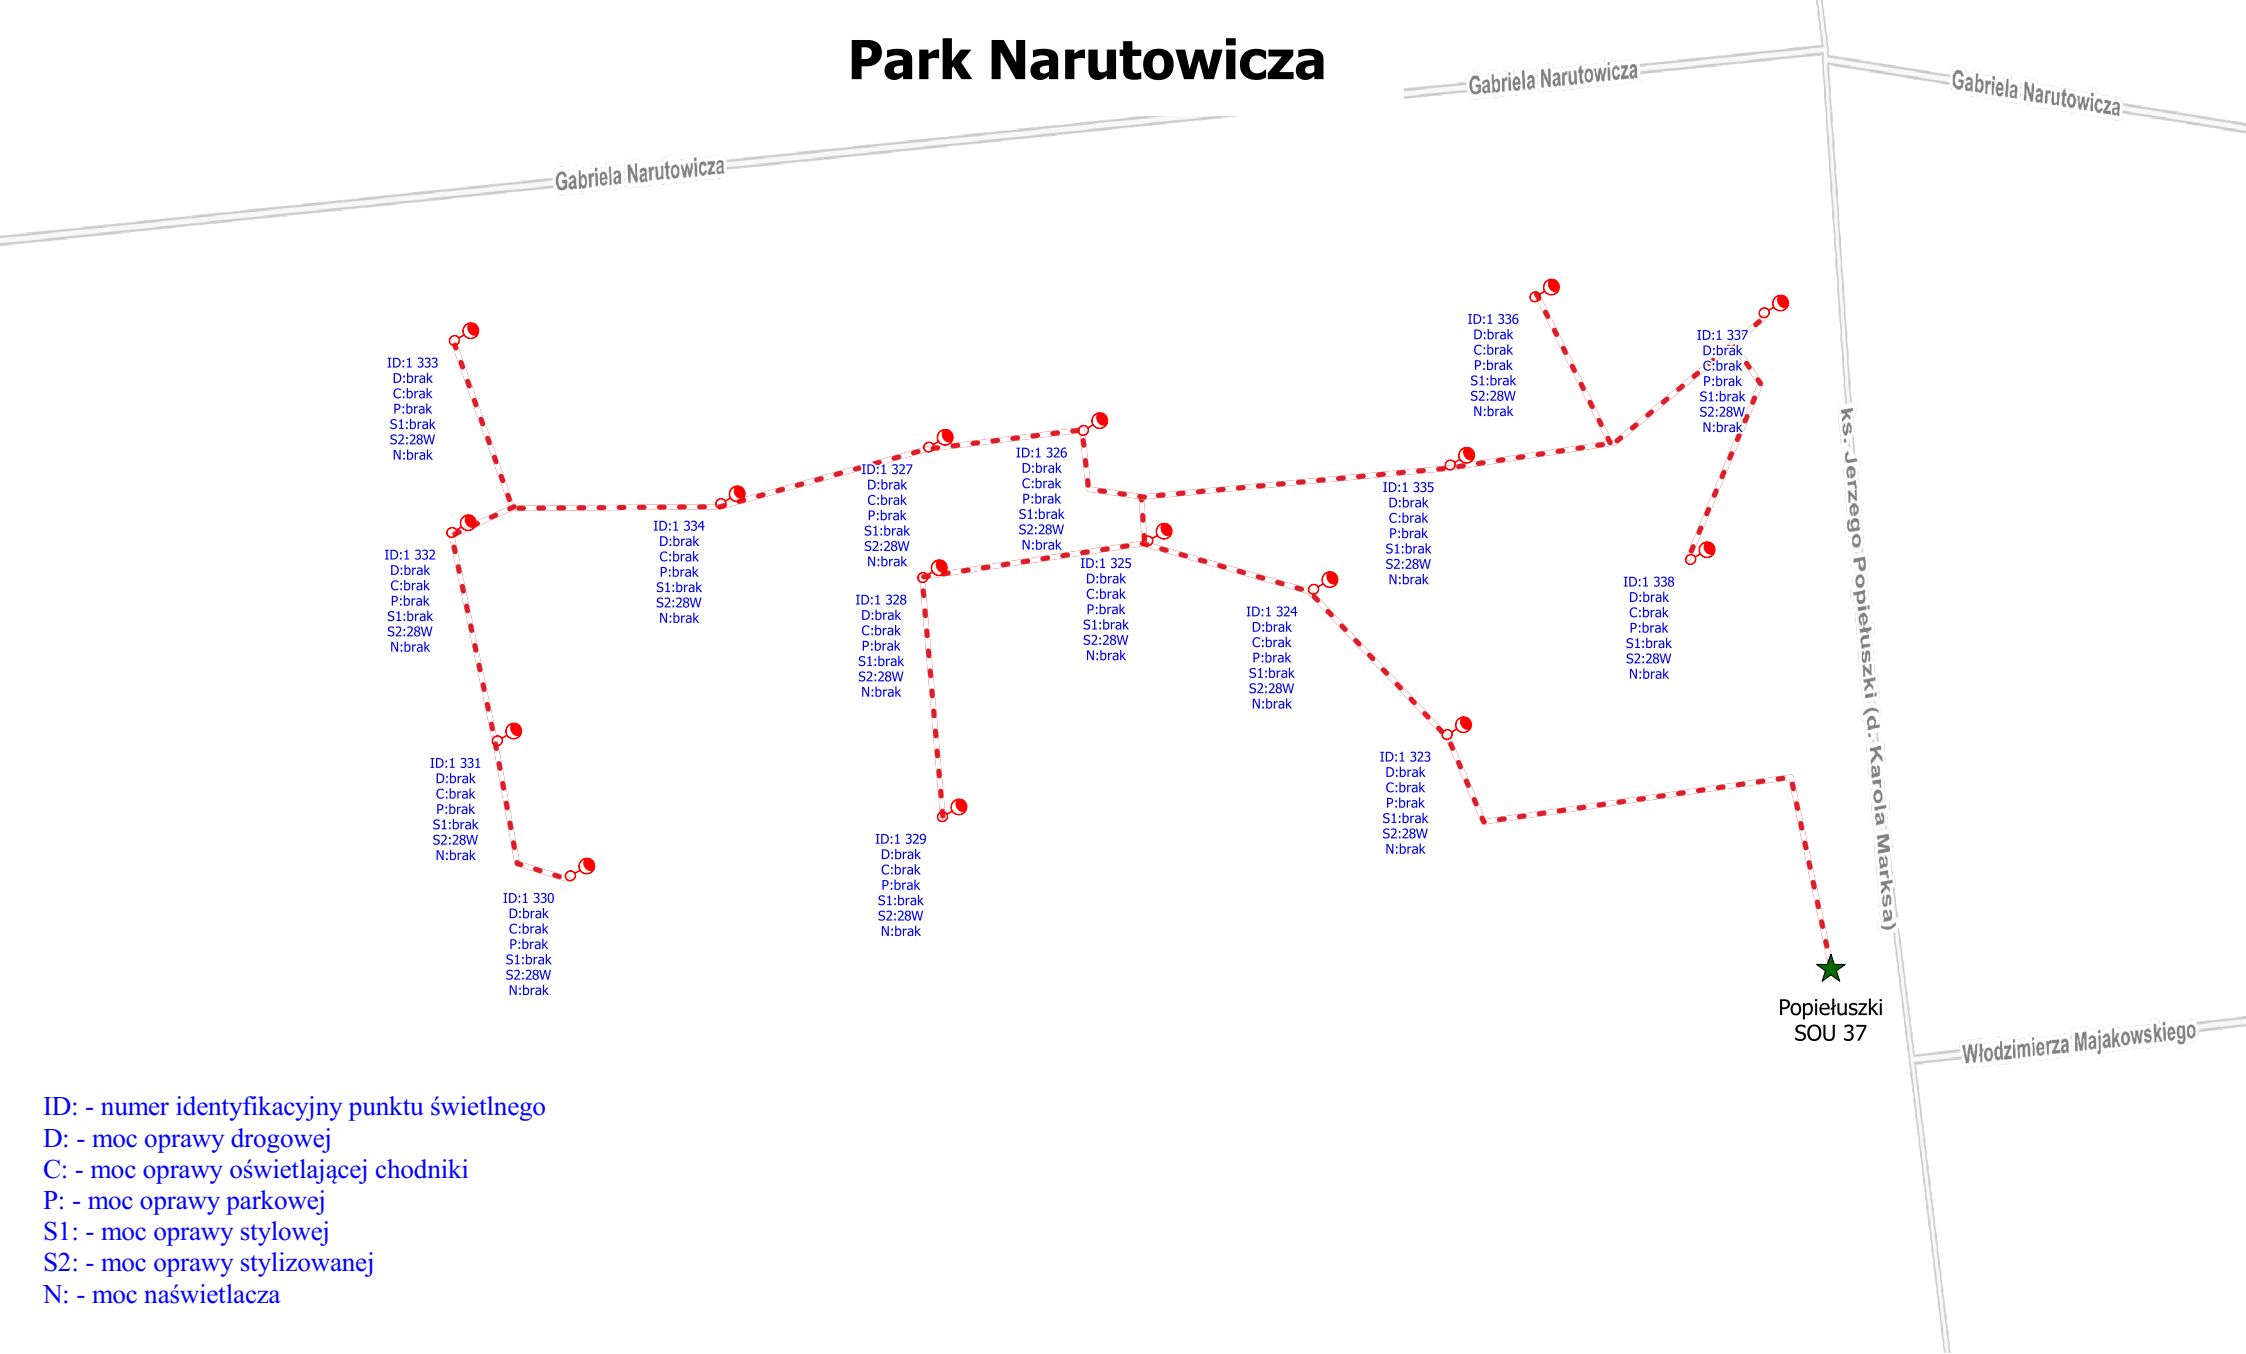 Park Narutowicza
Gabriela Narutowicza
Gabriela Narutowicza
Gabriela Narutowicza
ID:1 336
D:brak
C:brak
P:brak
S1:brak
S2:28W
N:brak
ID:1 337
D:brak
C:brak
P:brak
S1:brak
S2:28W
N:brak
ID:1 333
D:brak
C:brak
P:brak
S1:brak
S2:28W
N:brak
ks. Jerzego Popiełuszki (d. Karola Marksa)
ID:1 326
D:brak
C:brak
P:brak
S1:brak
S2:28W
N:brak
ID:1 327
D:brak
C:brak
P:brak
S1:brak
S2:28W
N:brak
ID:1 335
D:brak
C:brak
P:brak
S1:brak
S2:28W
N:brak
ID:1 334
D:brak
C:brak
P:brak
S1:brak
S2:28W
N:brak
ID:1 332
D:brak
C:brak
P:brak
S1:brak
S2:28W
N:brak
ID:1 325
D:brak
C:brak
P:brak
S1:brak
S2:28W
N:brak
ID:1 338
D:brak
C:brak
P:brak
S1:brak
S2:28W
N:brak
ID:1 328
D:brak
C:brak
P:brak
S1:brak
S2:28W
N:brak
ID:1 324
D:brak
C:brak
P:brak
S1:brak
S2:28W
N:brak
ID:1 323
D:brak
C:brak
P:brak
S1:brak
S2:28W
N:brak
ID:1 331
D:brak
C:brak
P:brak
S1:brak
S2:28W
N:brak
ID:1 329
D:brak
C:brak
P:brak
S1:brak
S2:28W
N:brak
ID:1 330
D:brak
C:brak
P:brak
S1:brak
S2:28W
N:brak
Popiełuszki
SOU 37
Włodzimierza Majakowskiego
ID: - numer identyfikacyjny punktu świetlnego
D: - moc oprawy drogowej
C: - moc oprawy oświetlającej chodniki
P: - moc oprawy parkowej
S1: - moc oprawy stylowej
S2: - moc oprawy stylizowanej
N: - moc naświetlacza